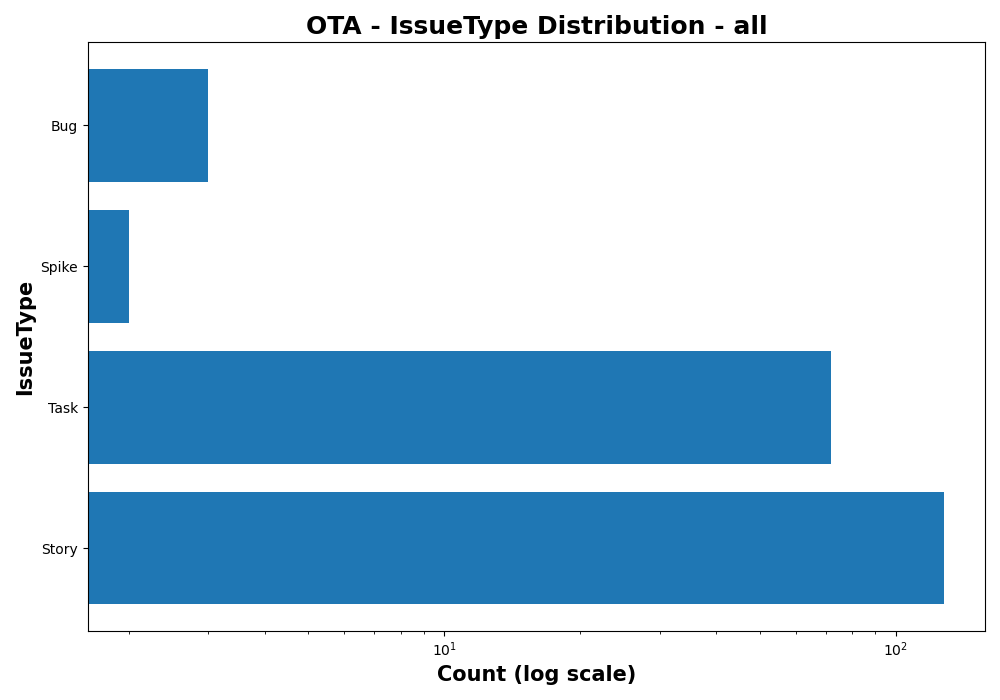 OTA - IssueType Distribution - all
IssueType
Bug
Spike
Task
Story
10¹
10²
Count (log scale)